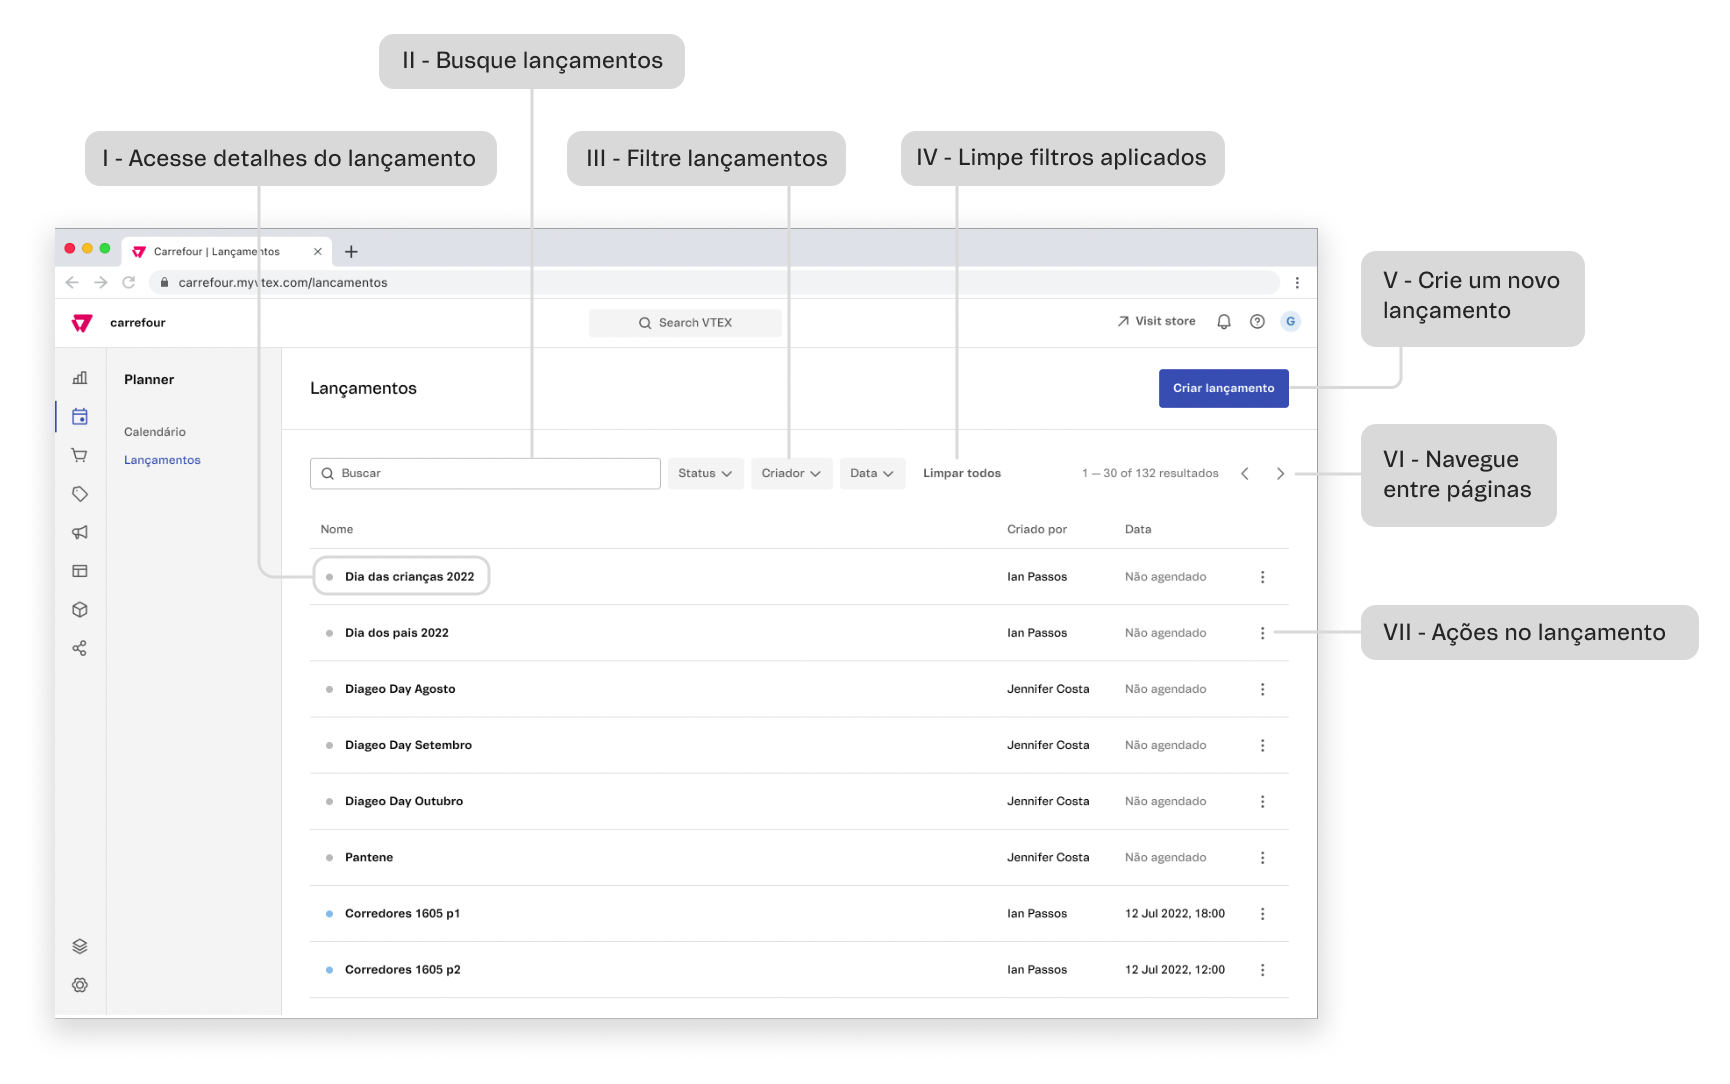 II - Busque lançamentos
I - Acesse detalhes do lançamento
III - Filtre lançamentos
IV - Limpe filtros aplicados
Carrefour | Lançamentos
carrefour.myvtex.com/lancamentos
V - Crie um novo
lançamento
carrefour
Search VTEX
Visit store
G
Planner
Lançamentos
Criar lançamento
Calendário
Lançamentos
Buscar
Status
Criador
Data
Limpar todos
1 — 30 of 132 resultados
VI - Navegue
entre páginas
Nome
Criado por
Data
Dia das crianças 2022
Ian Passos
Não agendado
Dia dos pais 2022
Ian Passos
Não agendado
VII - Ações no lançamento
Diageo Day Agosto
Jennifer Costa
Não agendado
Diageo Day Setembro
Jennifer Costa
Não agendado
Diageo Day Outubro
Jennifer Costa
Não agendado
Pantene
Jennifer Costa
Não agendado
Corredores 1605 p1
Ian Passos
12 Jul 2022, 18:00
Corredores 1605 p2
Ian Passos
12 Jul 2022, 12:00